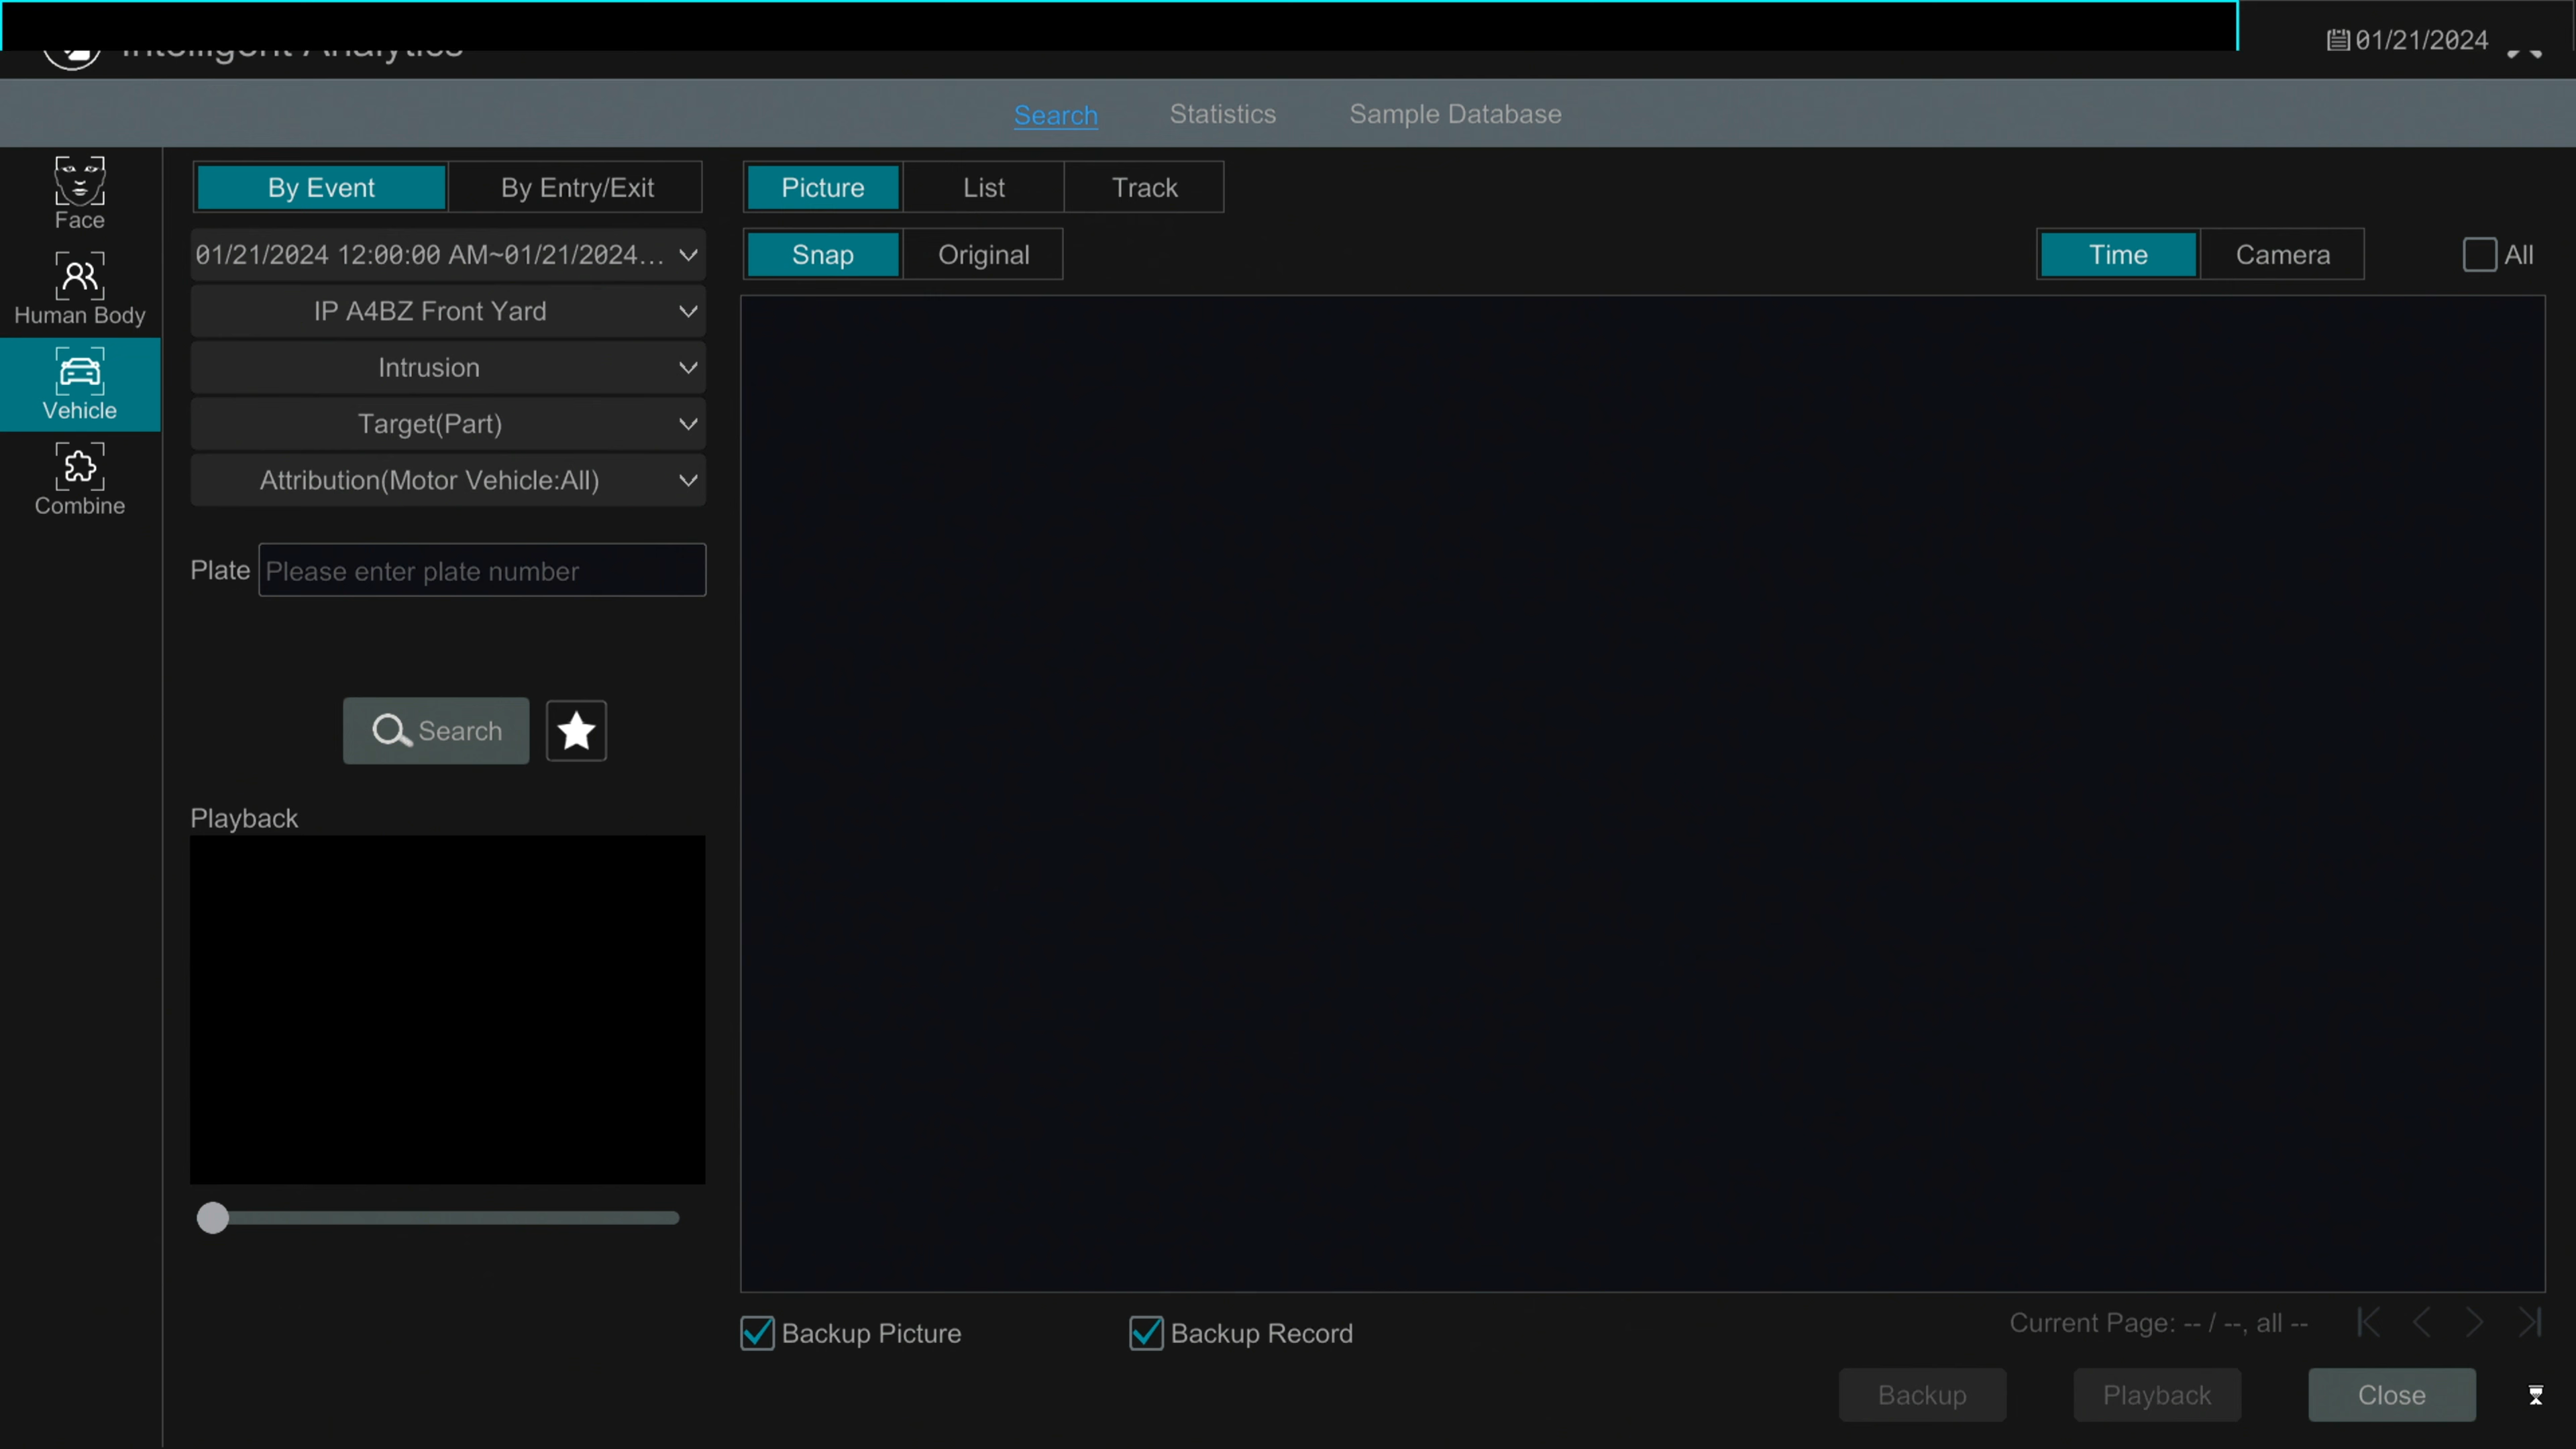 Intelligent Analytics
01/21/2024
Search Statistics Sample Database
Face
Human Body
Vehicle
Combine
By Event By Entry/Exit
01/21/2024 12:00:00 AM~01/21/2024...
IP A4BZ Front Yard
Intrusion
Target(Part)
Attribution(Motor Vehicle:All)
Plate Please enter plate number
Search
Playback
Picture List Track
Snap Original
Time Camera All
Backup Picture Backup Record
Current Page: -- / --, all --
Backup Playback Close